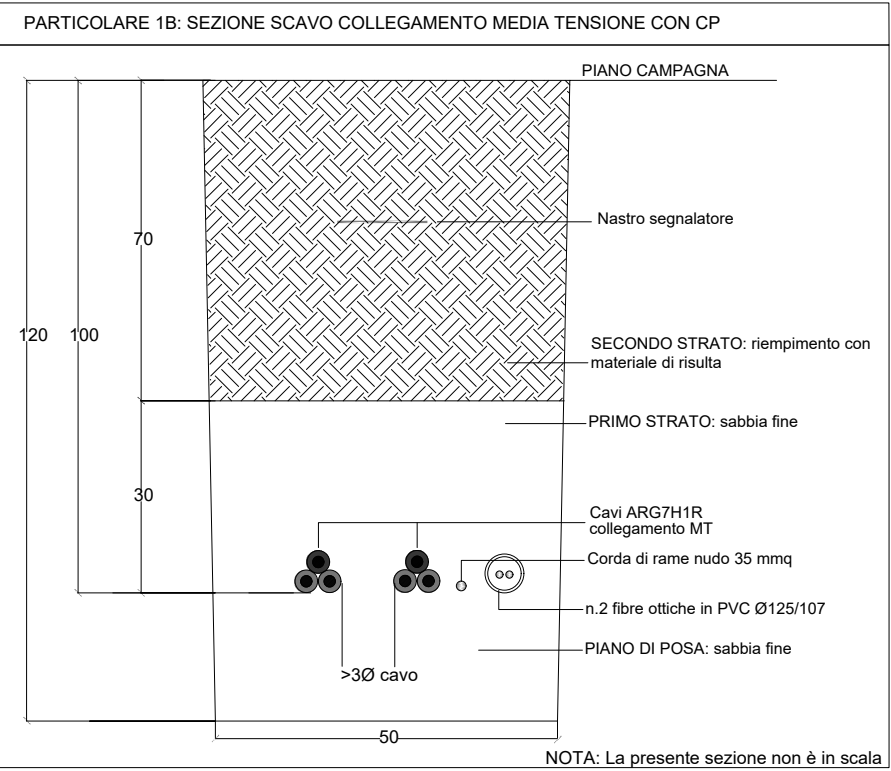 PARTICOLARE 1B: SEZIONE SCAVO COLLEGAMENTO MEDIA TENSIONE CON CP
PIANO CAMPAGNA
Nastro segnalatore
70
120
100
SECONDO STRATO: riempimento con
materiale di risulta
PRIMO STRATO: sabbia fine
30
Cavi ARG7H1R
collegamento MT
Corda di rame nudo 35 mmq
n.2 fibre ottiche in PVC Ø125/107
PIANO DI POSA: sabbia fine
>3Ø cavo
50
NOTA: La presente sezione non è in scala